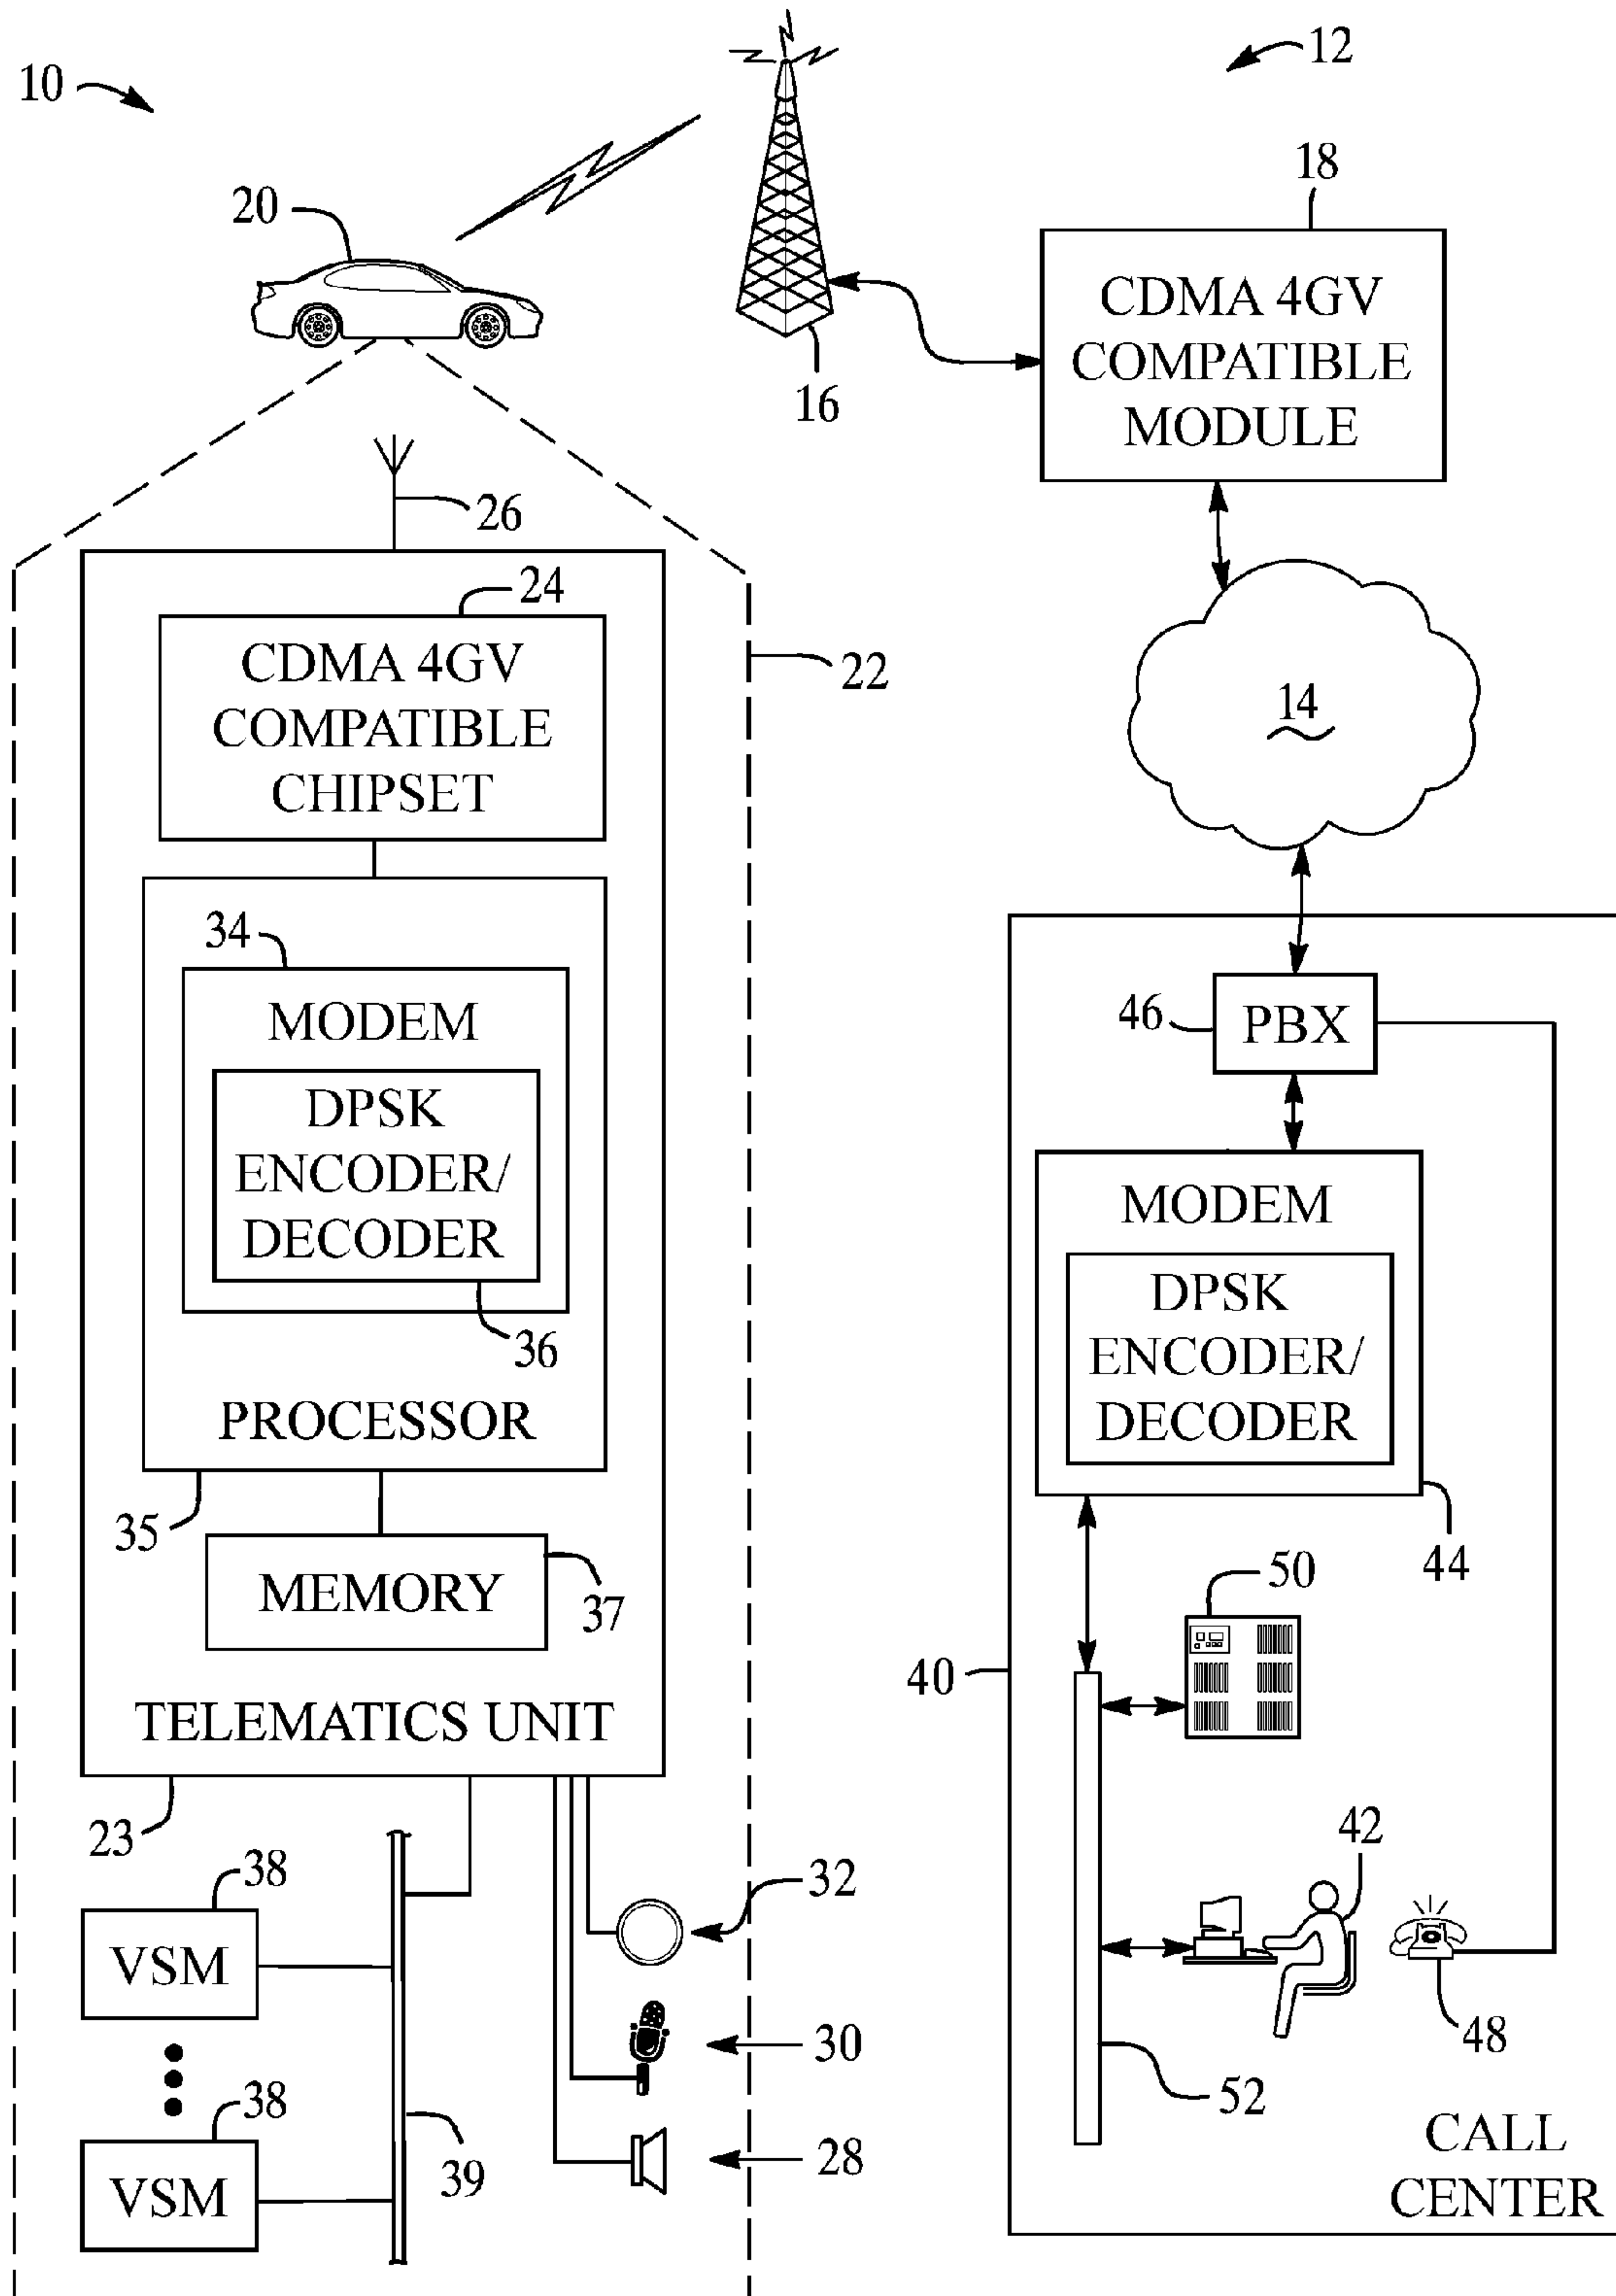 10
12
18
20
CDMA 4GV
COMPATIBLE
MODULE
16
26
24
CDMA 4GV
COMPATIBLE
CHIPSET
22
14
34
MODEM
DPSK
ENCODER/
DECODER
36
PROCESSOR
35
MEMORY
37
TELEMATICS UNIT
23
38
VSM
38
VSM
39
32
30
28
46
PBX
MODEM
DPSK
ENCODER/
DECODER
44
50
40
42
48
52
CALL
CENTER